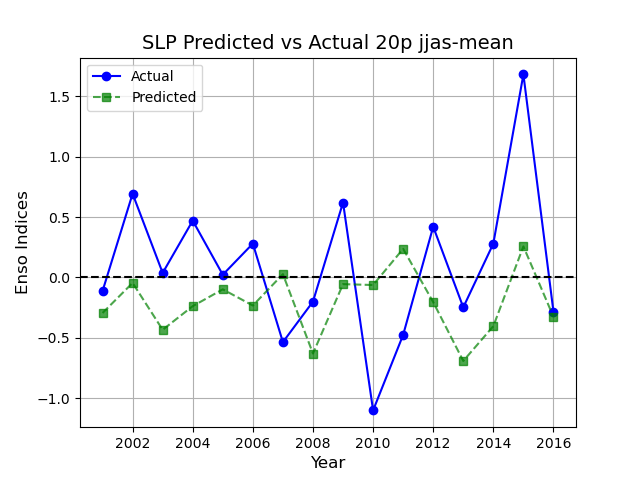 SLP Predicted vs Actual 20p jjas-mean
Actual
Predicted
Enso Indices
1.5
1.0
0.5
0.0
−0.5
−1.0
2002 2004 2006 2008 2010 2012 2014 2016
Year